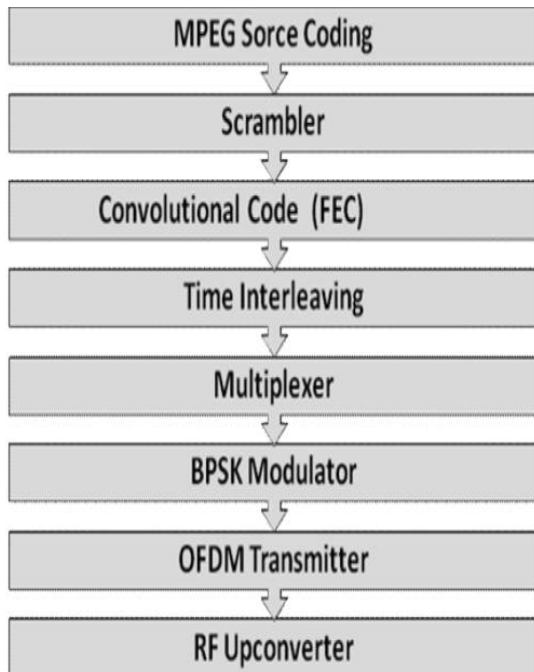 MPEG Sorce Coding
Scrambler
Convolutional Code (FEC)
Time Interleaving
Multiplexer
BPSK Modulator
OFDM Transmitter
RF Upconverter